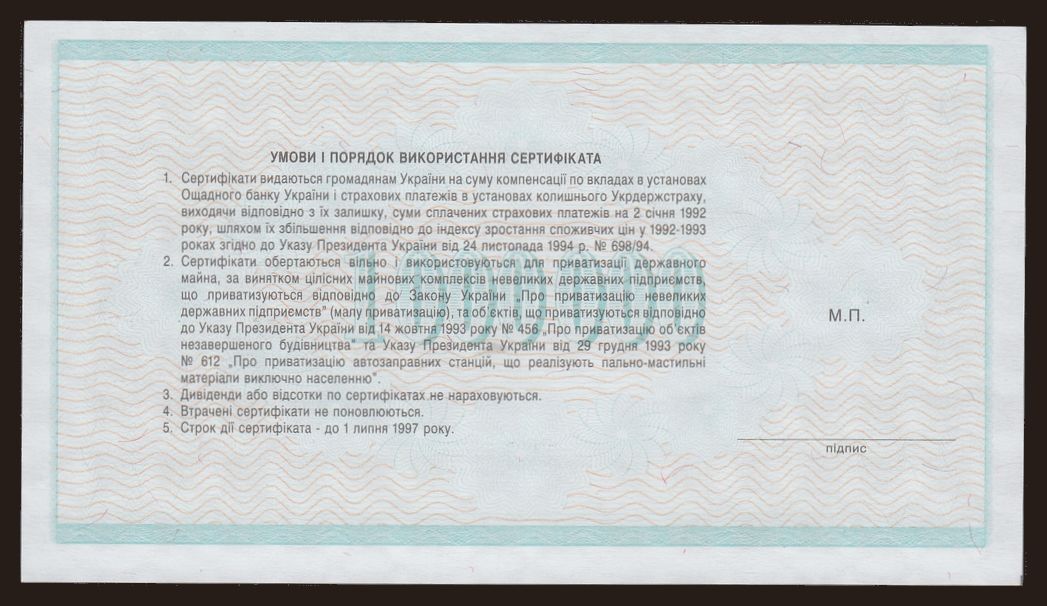 УМОВИ І ПОРЯДОК ВИКОРИСТАННЯ СЕРТИФІКАТА
1. Сертифікати видаються громадянам України на суму компенсації по вкладах в установах
Ощадного банку України і страхових платежів в установах колишнього Укрдержстраху,
виходячи відповідно з їх залишку, суми сплачених страхових платежів на 2 січня 1992
року, шляхом їх збільшення відповідно до індексу зростання споживчих цін у 1992-1993
роках згідно до Указу Президента України від 24 листопада 1994 р. № 698/94.
2. Сертифікати обертаються вільно і використовуються для приватизації державного
майна, за винятком цілісних майнових комплексів невеликих державних підприємств,
що приватизуються відповідно до Закону України „Про приватизацію невеликих
державних підприємств" (малу приватизацію), та об'єктів, що приватизуються відповідно
до Указу Президента України від 14 жовтня 1993 року № 456 „Про приватизацію об'єктів
незавершеного будівництва" та Указу Президента України від 29 грудня 1993 року
№ 612 „Про приватизацію автозаправних станцій, що реалізують пально-мастильні
матеріали виключно населенню".
3. Дивіденди або відсотки по сертифікатах не нараховуються.
4. Втрачені сертифікати не поновлюються.
5. Строк дії сертифіката - до 1 липня 1997 року.
1000000
М.П.
підпис